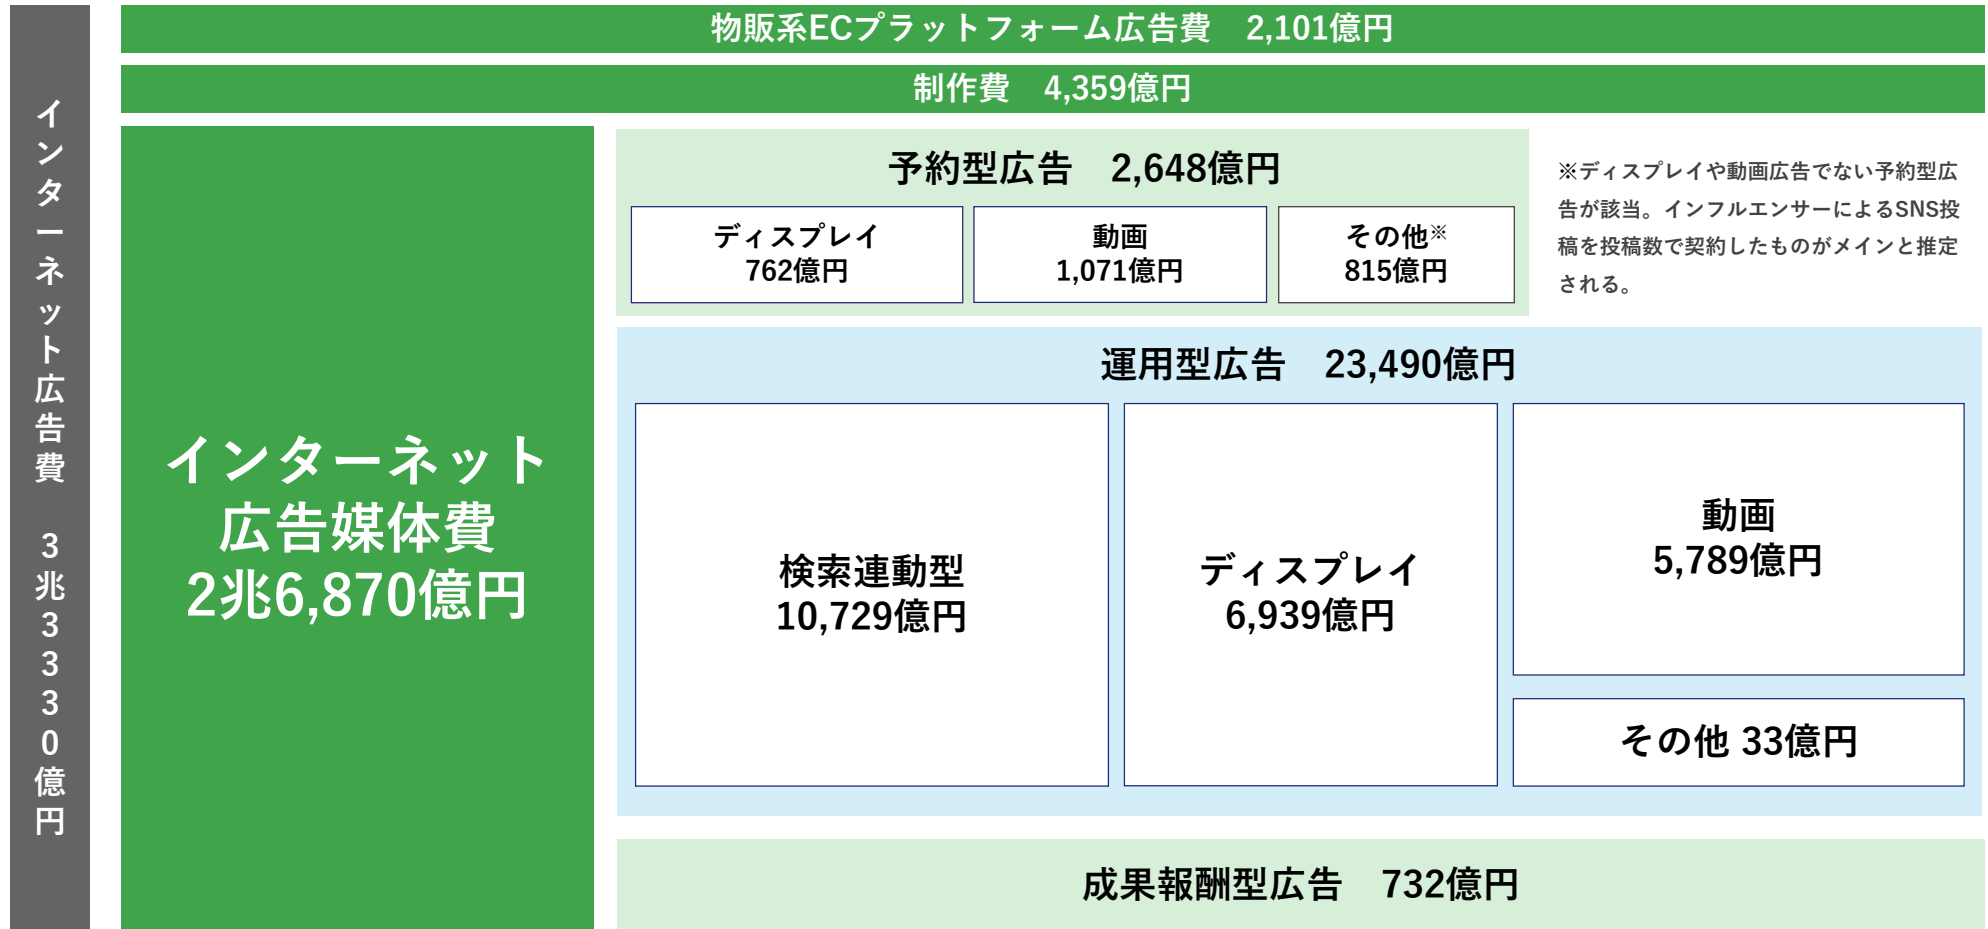 インターネット広告費　3兆3330億円
物販系ECプラットフォーム広告費　2,101億円
制作費　4,359億円
インターネット
広告媒体費
2兆6,870億円
予約型広告　2,648億円
ディスプレイ
762億円
動画
1,071億円
その他※
815億円
※ディスプレイや動画広告でない予約型広
告が該当。インフルエンサーによるSNS投
稿を投稿数で契約したものがメインと推定
される。
運用型広告　23,490億円
検索連動型
10,729億円
ディスプレイ
6,939億円
動画
5,789億円
その他 33億円
成果報酬型広告　732億円